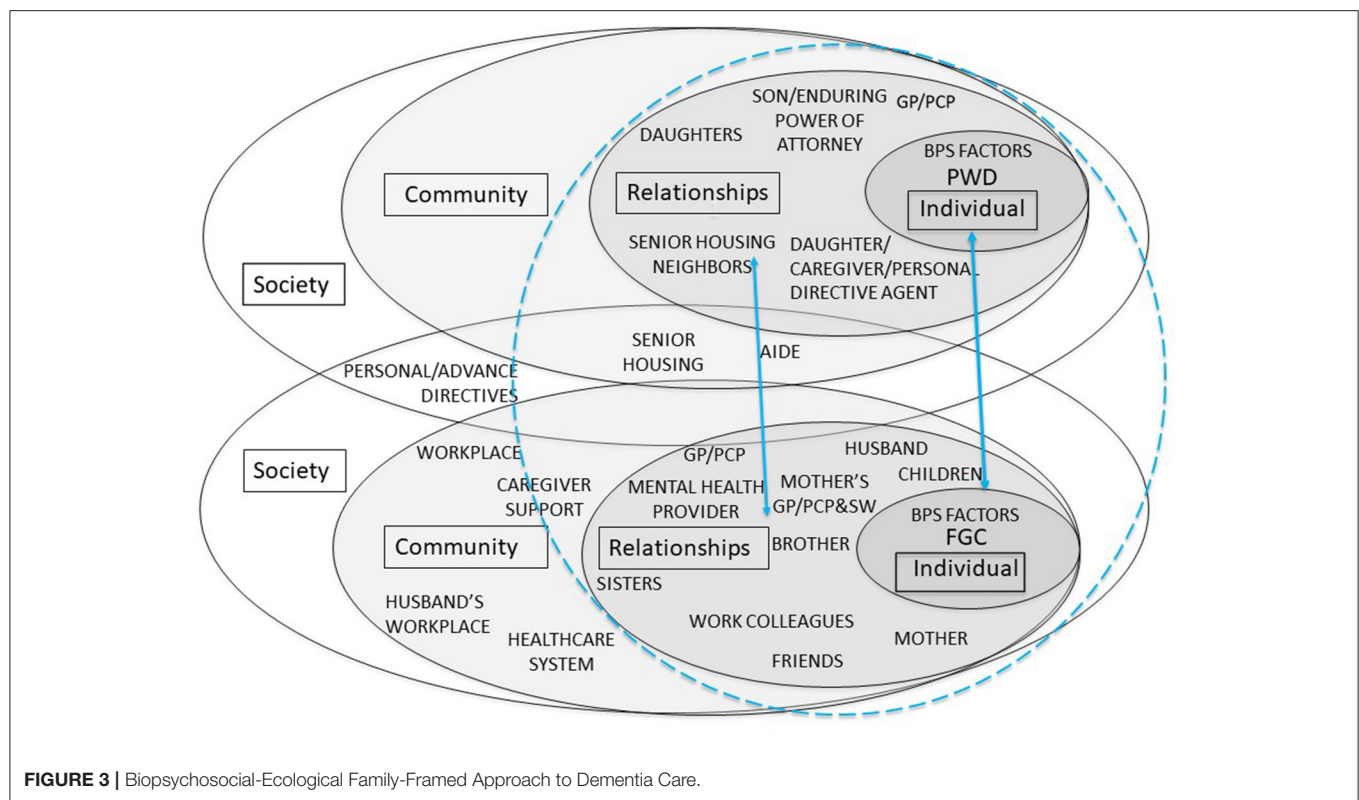 SON/ENDURING
POWER OF
ATTORNEY
GP/PCP
DAUGHTERS
BPS FACTORS
PWD
Individual
Community
Relationships
SENIOR HOUSING
NEIGHBORS
DAUGHTER/
CAREGIVER/PERSONAL
DIRECTIVE AGENT
Society
SENIOR
HOUSING
AIDE
PERSONAL/ADVANCE
DIRECTIVES
Society
WORKPLACE
CAREGIVER
SUPPORT
GP/PCP
MENTAL HEALTH
PROVIDER
HUSBAND
CHILDREN
MOTHER'S
GP/PCP&SW
BPS FACTORS
FGC
Individual
Community
Relationships
BROTHER
SISTERS
HUSBAND'S
WORKPLACE
HEALTHCARE
SYSTEM
WORK COLLEAGUES
MOTHER
FRIENDS
FIGURE 3 | Biopsychosocial-Ecological Family-Framed Approach to Dementia Care.